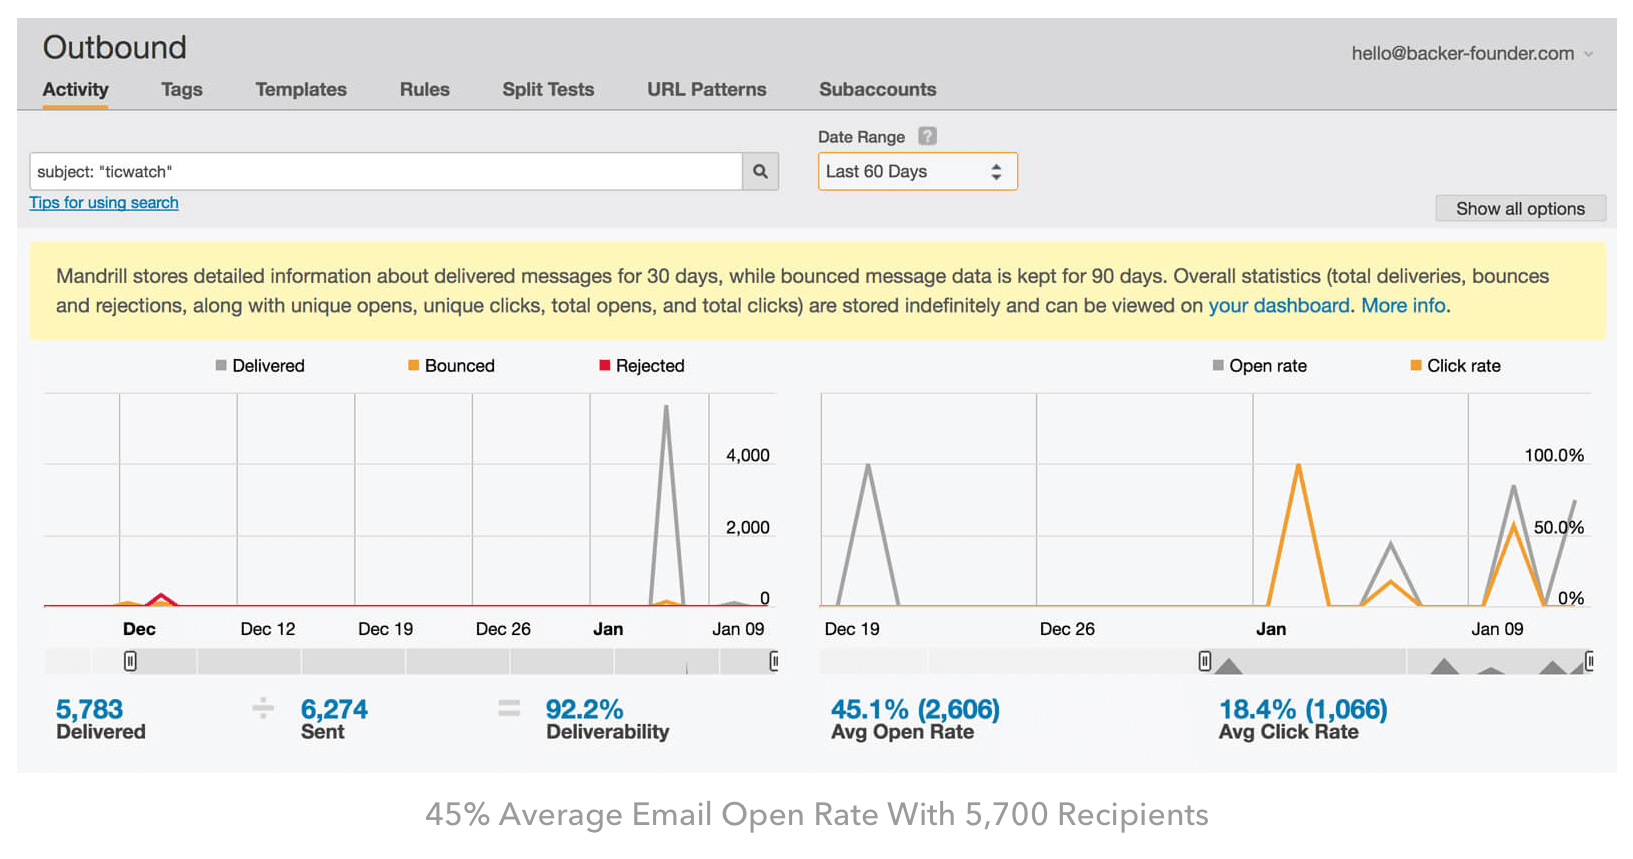 Outbound
hello@backer-founder.com
Activity Tags Templates Rules Split Tests URL Patterns Subaccounts
Date Range ?
subject: "ticwatch"
Last 60 Days
Tips for using search
Show all options
Mandrill stores detailed information about delivered messages for 30 days, while bounced message data is kept for 90 days. Overall statistics (total deliveries, bounces
and rejections, along with unique opens, unique clicks, total opens, and total clicks) are stored indefinitely and can be viewed on your dashboard. More info.
Delivered Bounced Rejected
4,000
2,000
0
Dec Dec 12 Dec 19 Dec 26 Jan Jan 09
Open rate Click rate
100.0%
50.0%
0%
Dec 19 Dec 26 Jan Jan 09
5,783 ÷ 6,274 = 92.2%
Delivered Sent Deliverability
45.1% (2,606) 18.4% (1,066)
Avg Open Rate Avg Click Rate
45% Average Email Open Rate With 5,700 Recipients